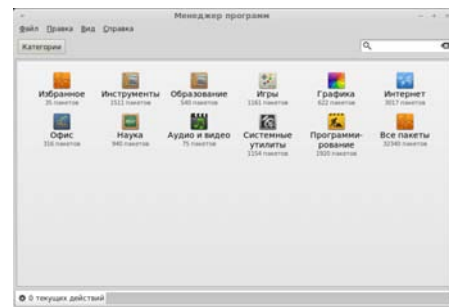 Менеджер программ
Файл Правка Вид Справка
Категории
Избранное
35 пакетов
Инструменты
1511 пакетов
Образование
540 пакетов
Игры
1161 пакетов
Графика
622 пакетов
Интернет
3017 пакетов
Офис
316 пакетов
Наука
940 пакетов
Аудио и видео
75 пакетов
Системные
утилиты
1154 пакетов
Программи-
рование
1920 пакетов
Все пакеты
32340 пакетов
0 текущих действий